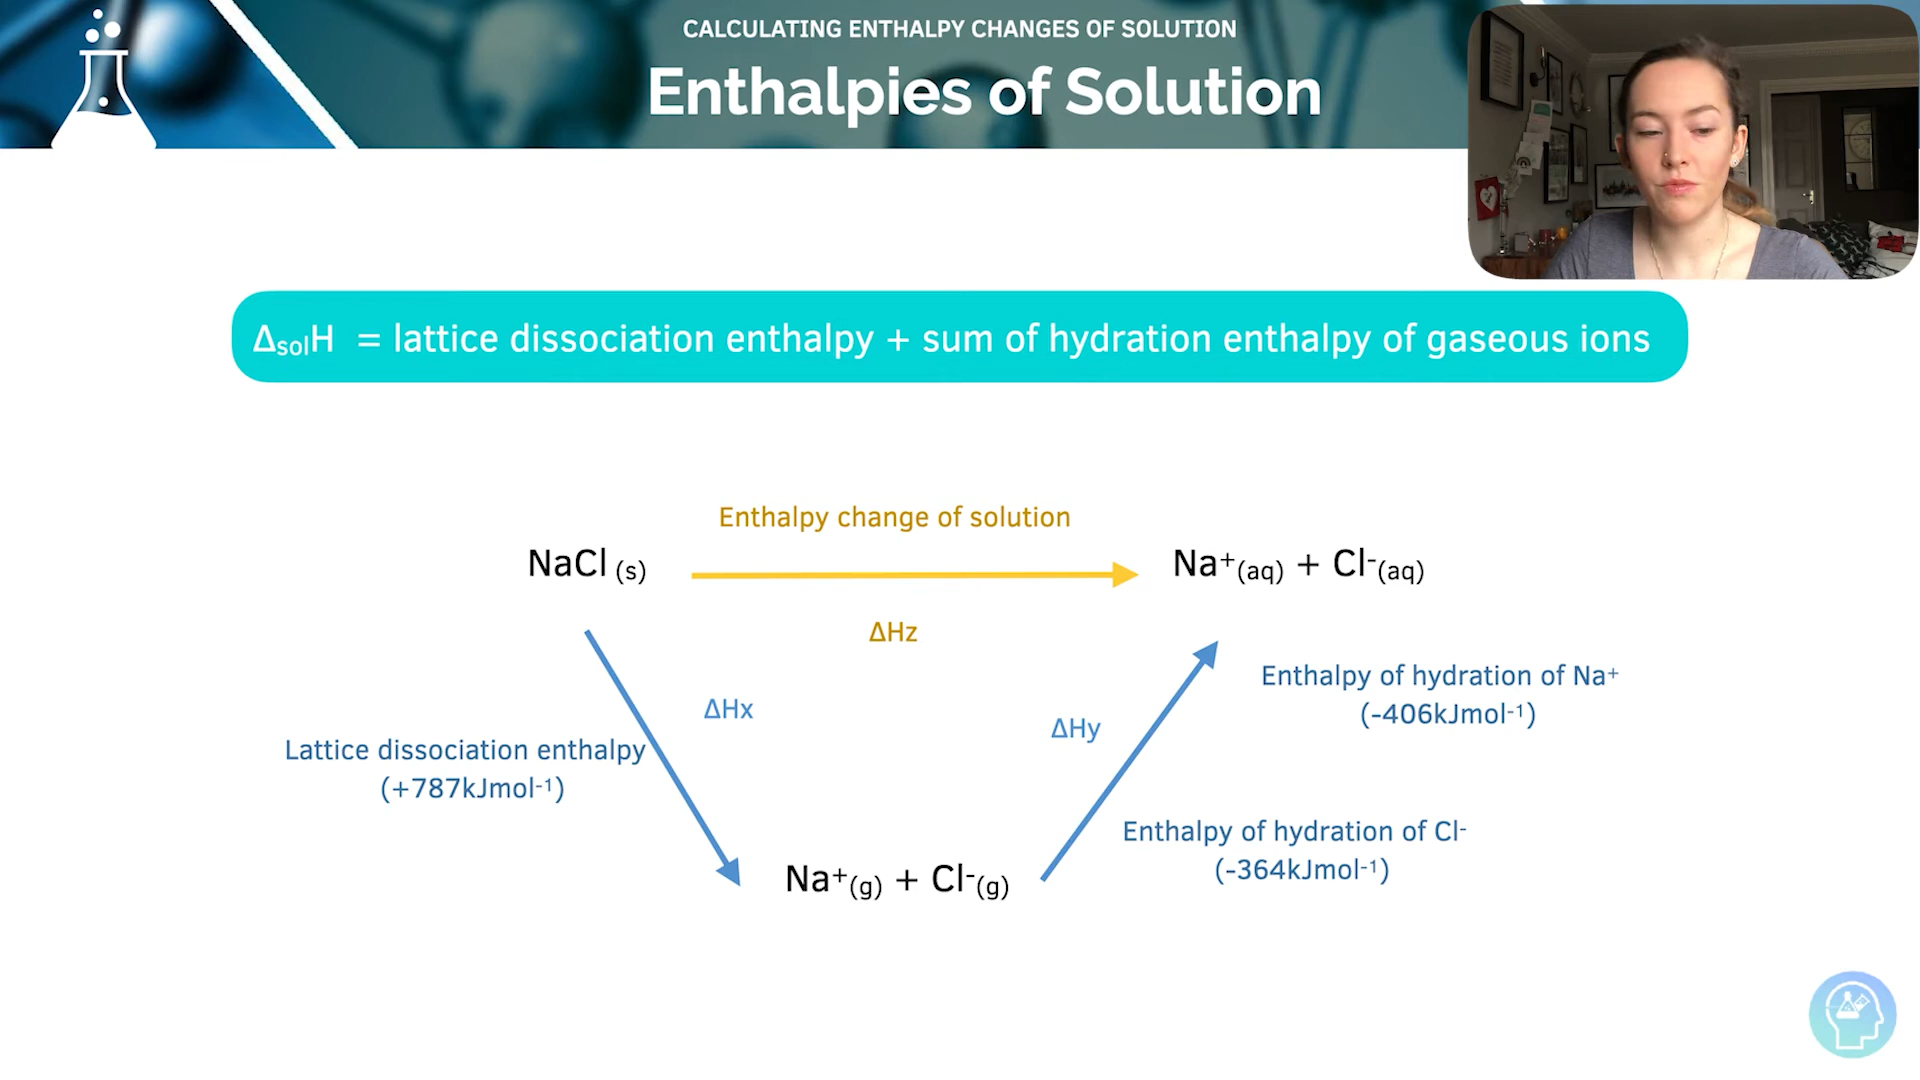 CALCULATING ENTHALPY CHANGES OF SOLUTION
Enthalpies of Solution
ΔsolH = lattice dissociation enthalpy + sum of hydration enthalpy of gaseous ions
Enthalpy change of solution
NaCl (s)
Na⁺(aq) + Cl⁻(aq)
ΔHz
Enthalpy of hydration of Na⁺
(-406kJmol⁻¹)
ΔHx
ΔHy
Lattice dissociation enthalpy
(+787kJmol⁻¹)
Enthalpy of hydration of Cl⁻
(-364kJmol⁻¹)
Na⁺(g) + Cl⁻(g)